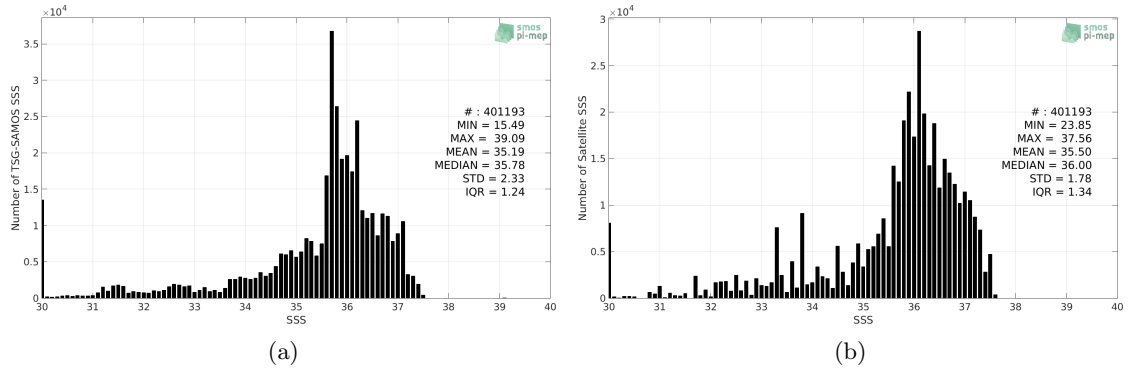 ×10⁴
smos
pi-mep
3.5
3
2.5
2
1.5
1
0.5
0
Number of TSG-SAMOS SSS
# : 401193
MIN = 15.49
MAX =  39.09
MEAN = 35.19
MEDIAN = 35.78
STD = 2.33
IQR = 1.24
30 31 32 33 34 35 36 37 38 39 40
SSS
(a)
×10⁴
smos
pi-mep
3
2.5
2
1.5
1
0.5
0
Number of Satellite SSS
# : 401193
MIN = 23.85
MAX =  37.56
MEAN = 35.50
MEDIAN = 36.00
STD = 1.78
IQR = 1.34
30 31 32 33 34 35 36 37 38 39 40
SSS
(b)